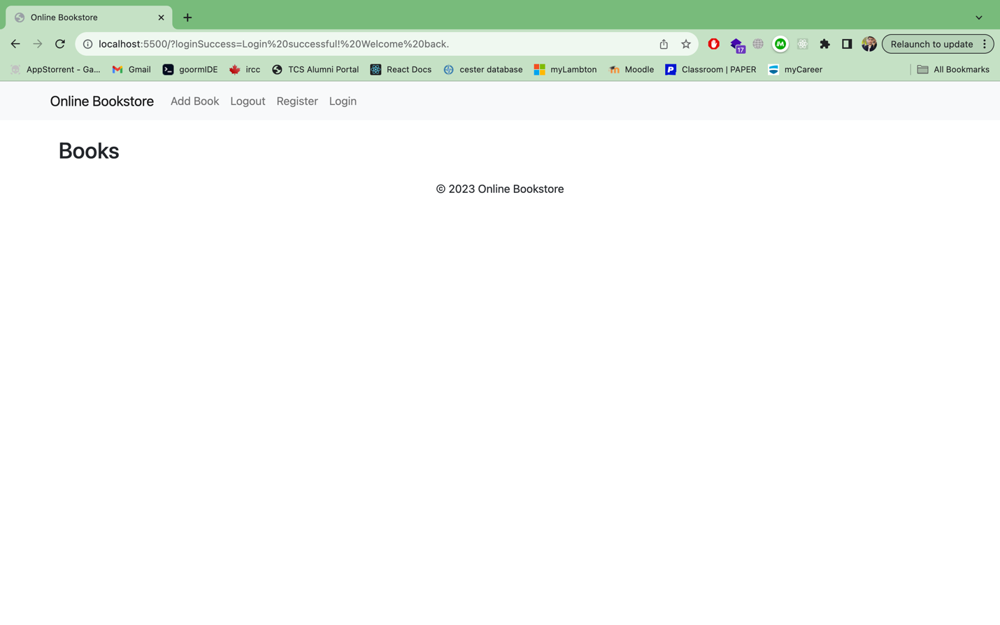 Online Bookstore
localhost:5500/?loginSuccess=Login%20successful!%20Welcome%20back.
17
Relaunch to update
AppStorrent - Ga... Gmail goormIDE ircc TCS Alumni Portal React Docs cester database myLambton Moodle Classroom | PAPER myCareer All Bookmarks
Online Bookstore Add Book Logout Register Login
Books
© 2023 Online Bookstore